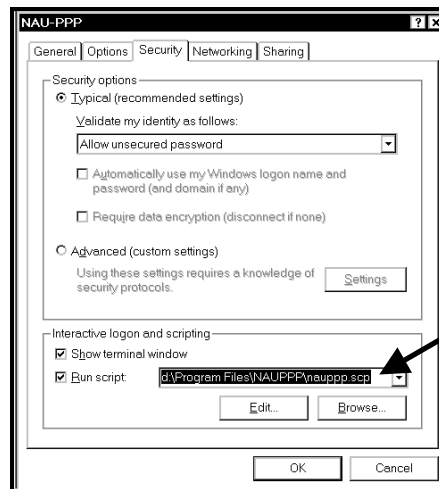 NAU-PPP
General Options Security Networking Sharing
Security options
Typical (recommended settings)
Validate my identity as follows:
Allow unsecured password
Automatically use my Windows logon name and
password (and domain if any)
Require data encryption (disconnect if none)
Advanced (custom settings)
Using these settings requires a knowledge of
security protocols.
Settings
Interactive logon and scripting
Show terminal window
Run script: d:\Program Files\NAUPPP\nauppp.scp
Edit... Browse...
OK Cancel